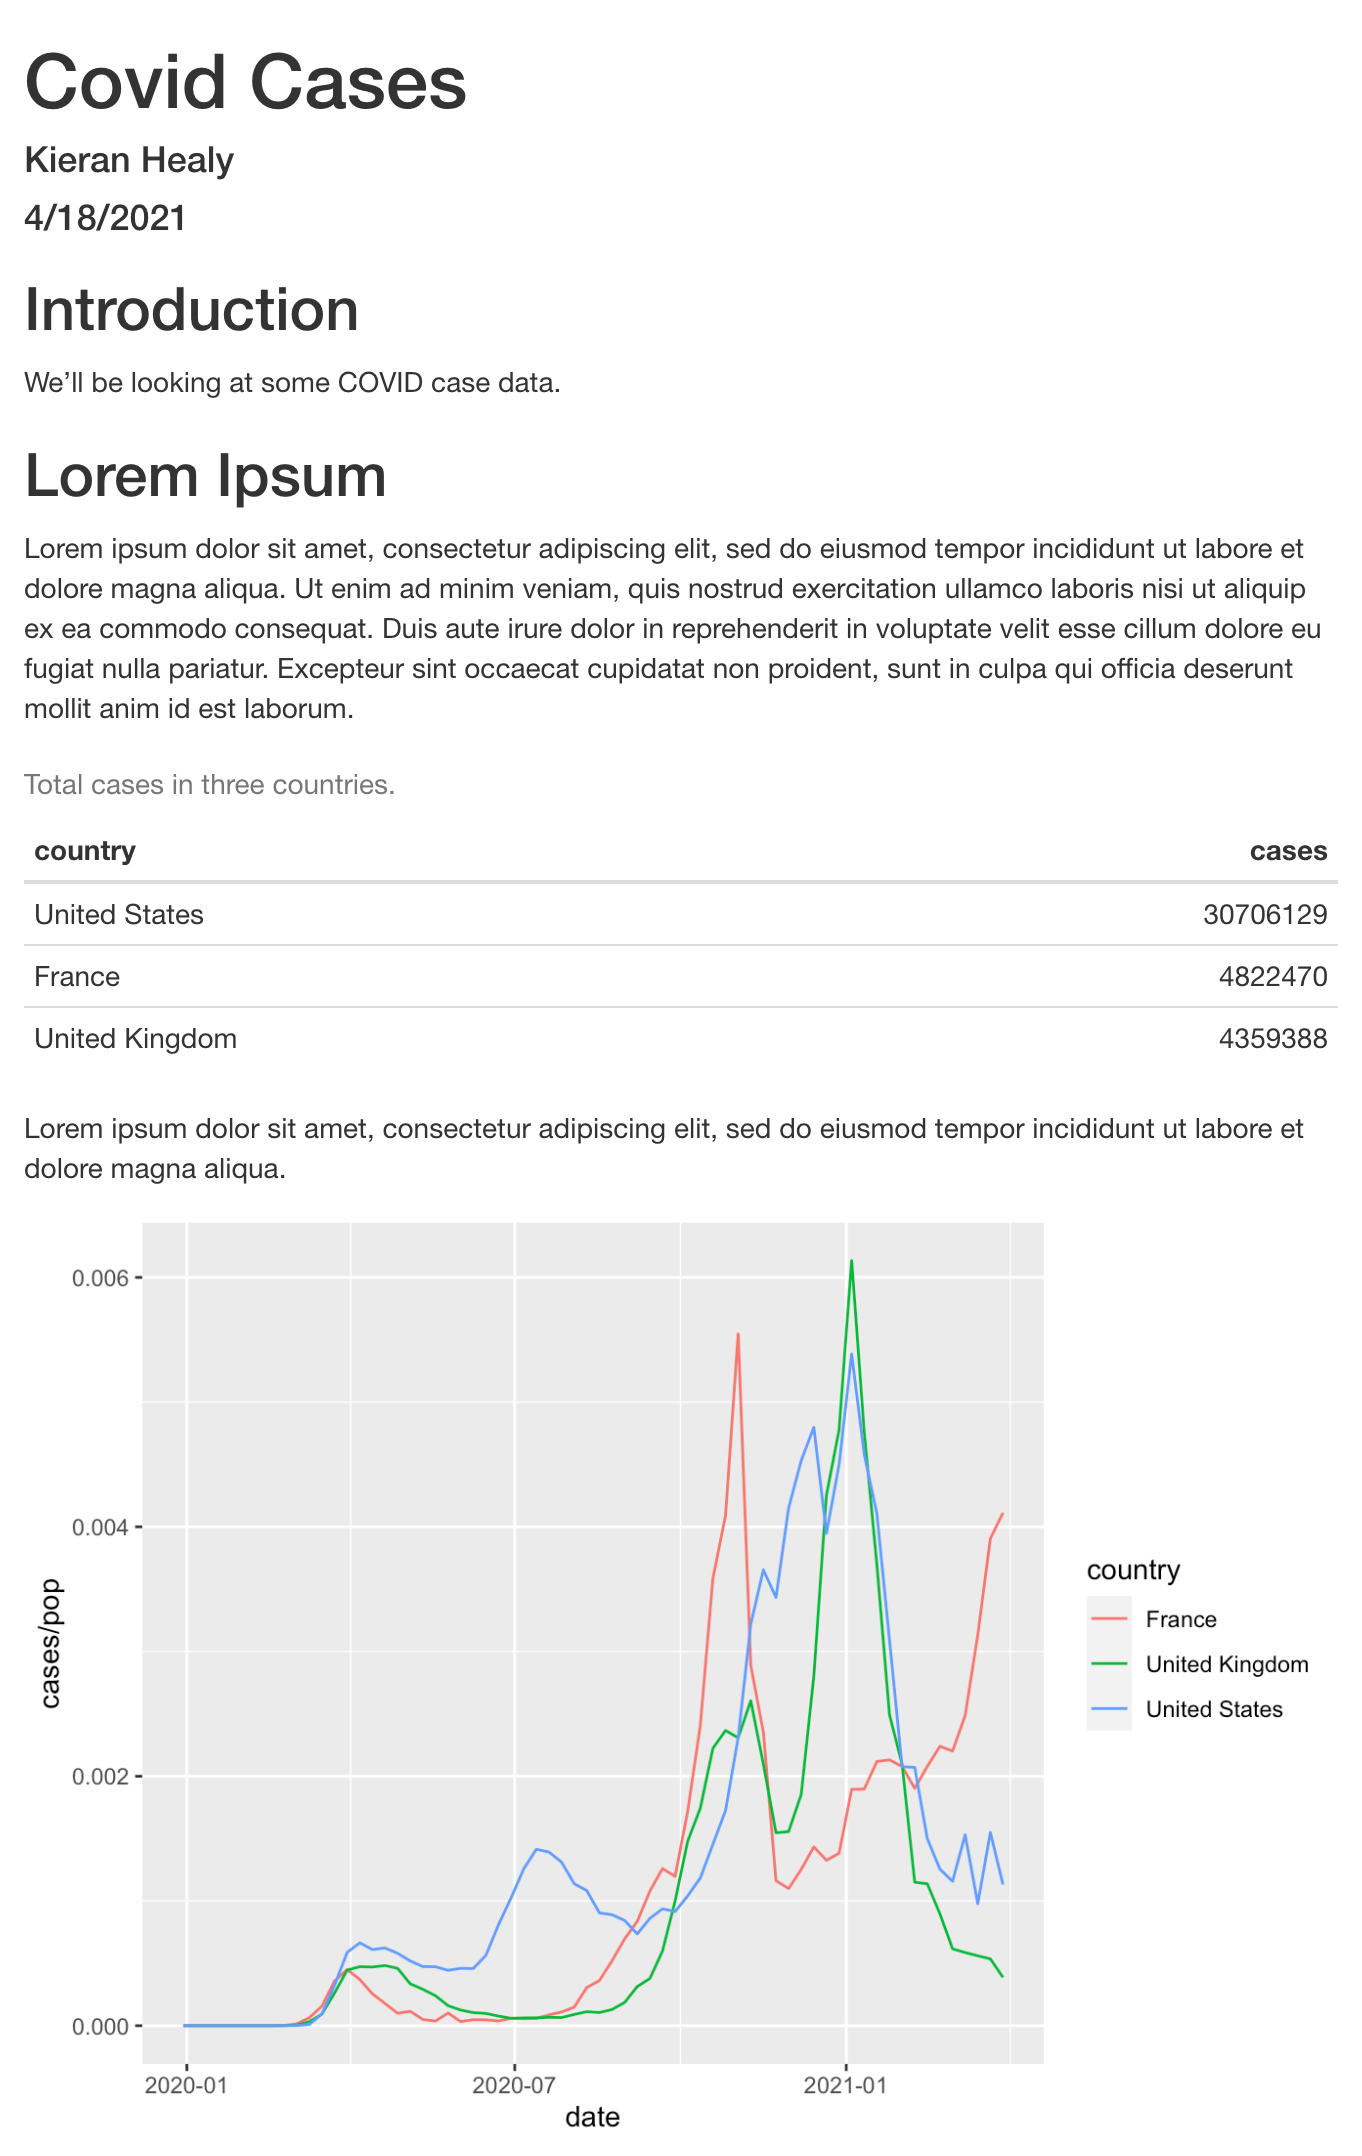 Covid Cases
Kieran Healy
4/18/2021
Introduction
We’ll be looking at some COVID case data.
Lorem Ipsum
Lorem ipsum dolor sit amet, consectetur adipiscing elit, sed do eiusmod tempor incididunt ut labore et
dolore magna aliqua. Ut enim ad minim veniam, quis nostrud exercitation ullamco laboris nisi ut aliquip
ex ea commodo consequat. Duis aute irure dolor in reprehenderit in voluptate velit esse cillum dolore eu
fugiat nulla pariatur. Excepteur sint occaecat cupidatat non proident, sunt in culpa qui officia deserunt
mollit anim id est laborum.
Total cases in three countries.
country cases
United States 30706129
France 4822470
United Kingdom 4359388
Lorem ipsum dolor sit amet, consectetur adipiscing elit, sed do eiusmod tempor incididunt ut labore et
dolore magna aliqua.
0.006
0.004
0.002
0.000
cases/pop
2020-01 2020-07 2021-01
date
country
France
United Kingdom
United States